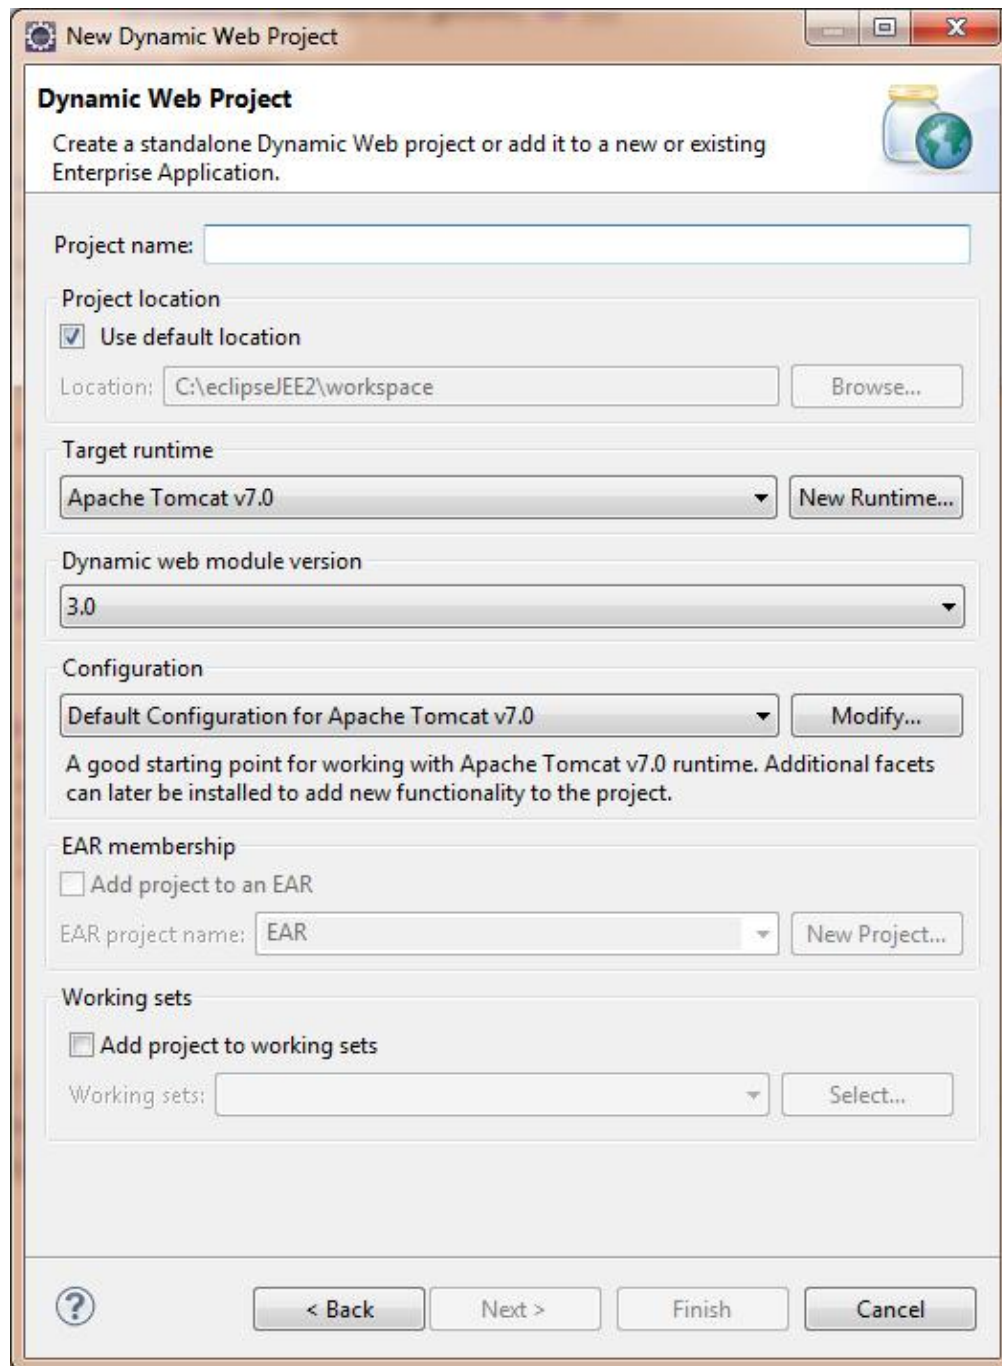 New Dynamic Web Project
Dynamic Web Project
Create a standalone Dynamic Web project or add it to a new or existing
Enterprise Application.
Project name:
Project location
Use default location
Location: C:\eclipseJEE2\workspace Browse...
Target runtime
Apache Tomcat v7.0 New Runtime...
Dynamic web module version
3.0
Configuration
Default Configuration for Apache Tomcat v7.0 Modify...
A good starting point for working with Apache Tomcat v7.0 runtime. Additional facets
can later be installed to add new functionality to the project.
EAR membership
Add project to an EAR
EAR project name: EAR New Project...
Working sets
Add project to working sets
Working sets: Select...
? < Back Next > Finish Cancel